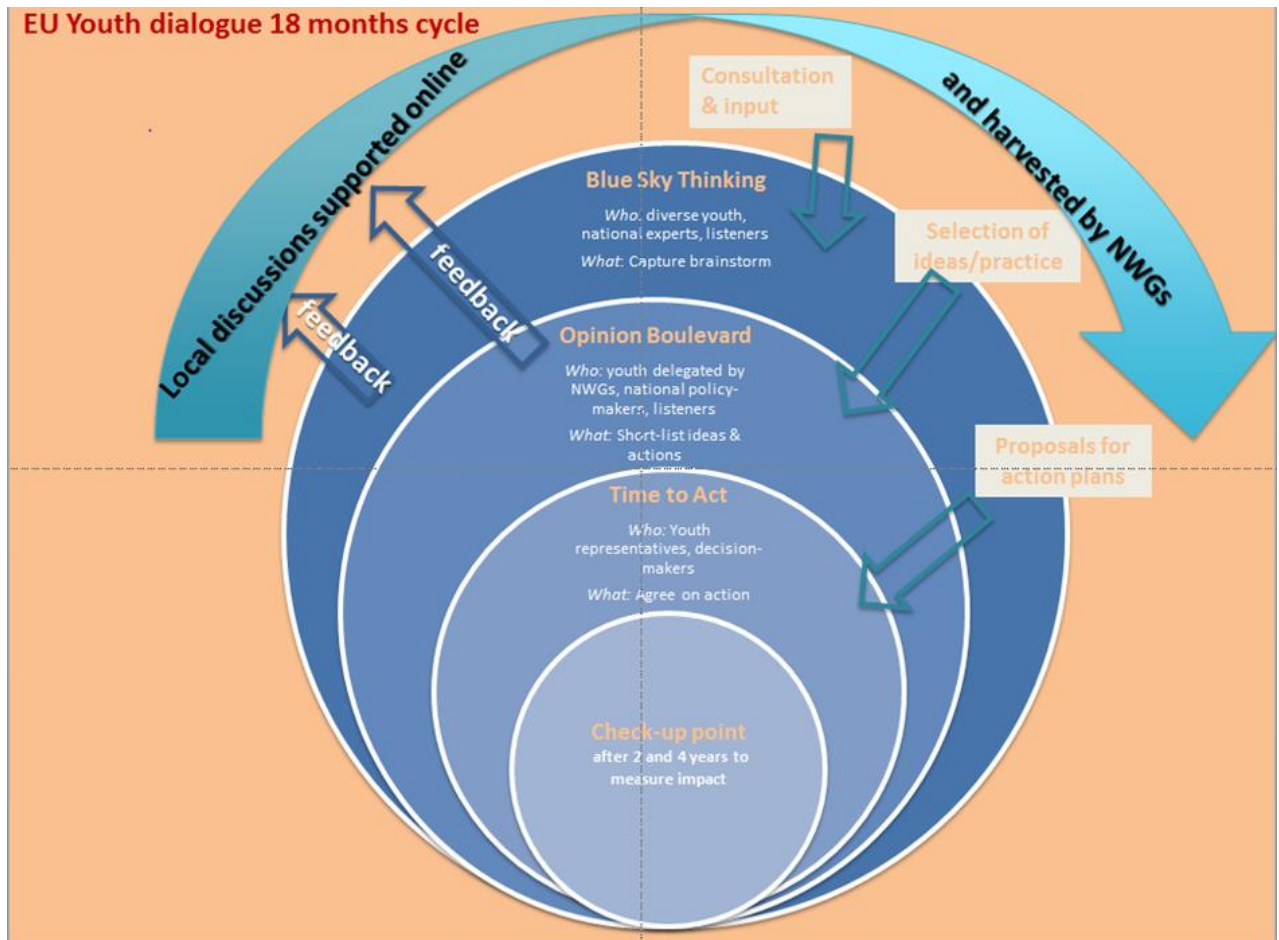 EU Youth dialogue 18 months cycle
Local discussions supported online
and harvested by NWGs
Consultation
& input
Blue Sky Thinking
Who: diverse youth,
national experts, listeners
What: Capture brainstorm
Selection of
ideas/practice
feedback
feedback
Opinion Boulevard
Who: youth delegated by
NWGs, national policy-
makers, listeners
What: Short-list ideas &
actions
Proposals for
action plans
Time to Act
Who: Youth
representatives, decision-
makers
What: Agree on action
Check-up point
after 2 and 4 years to
measure impact